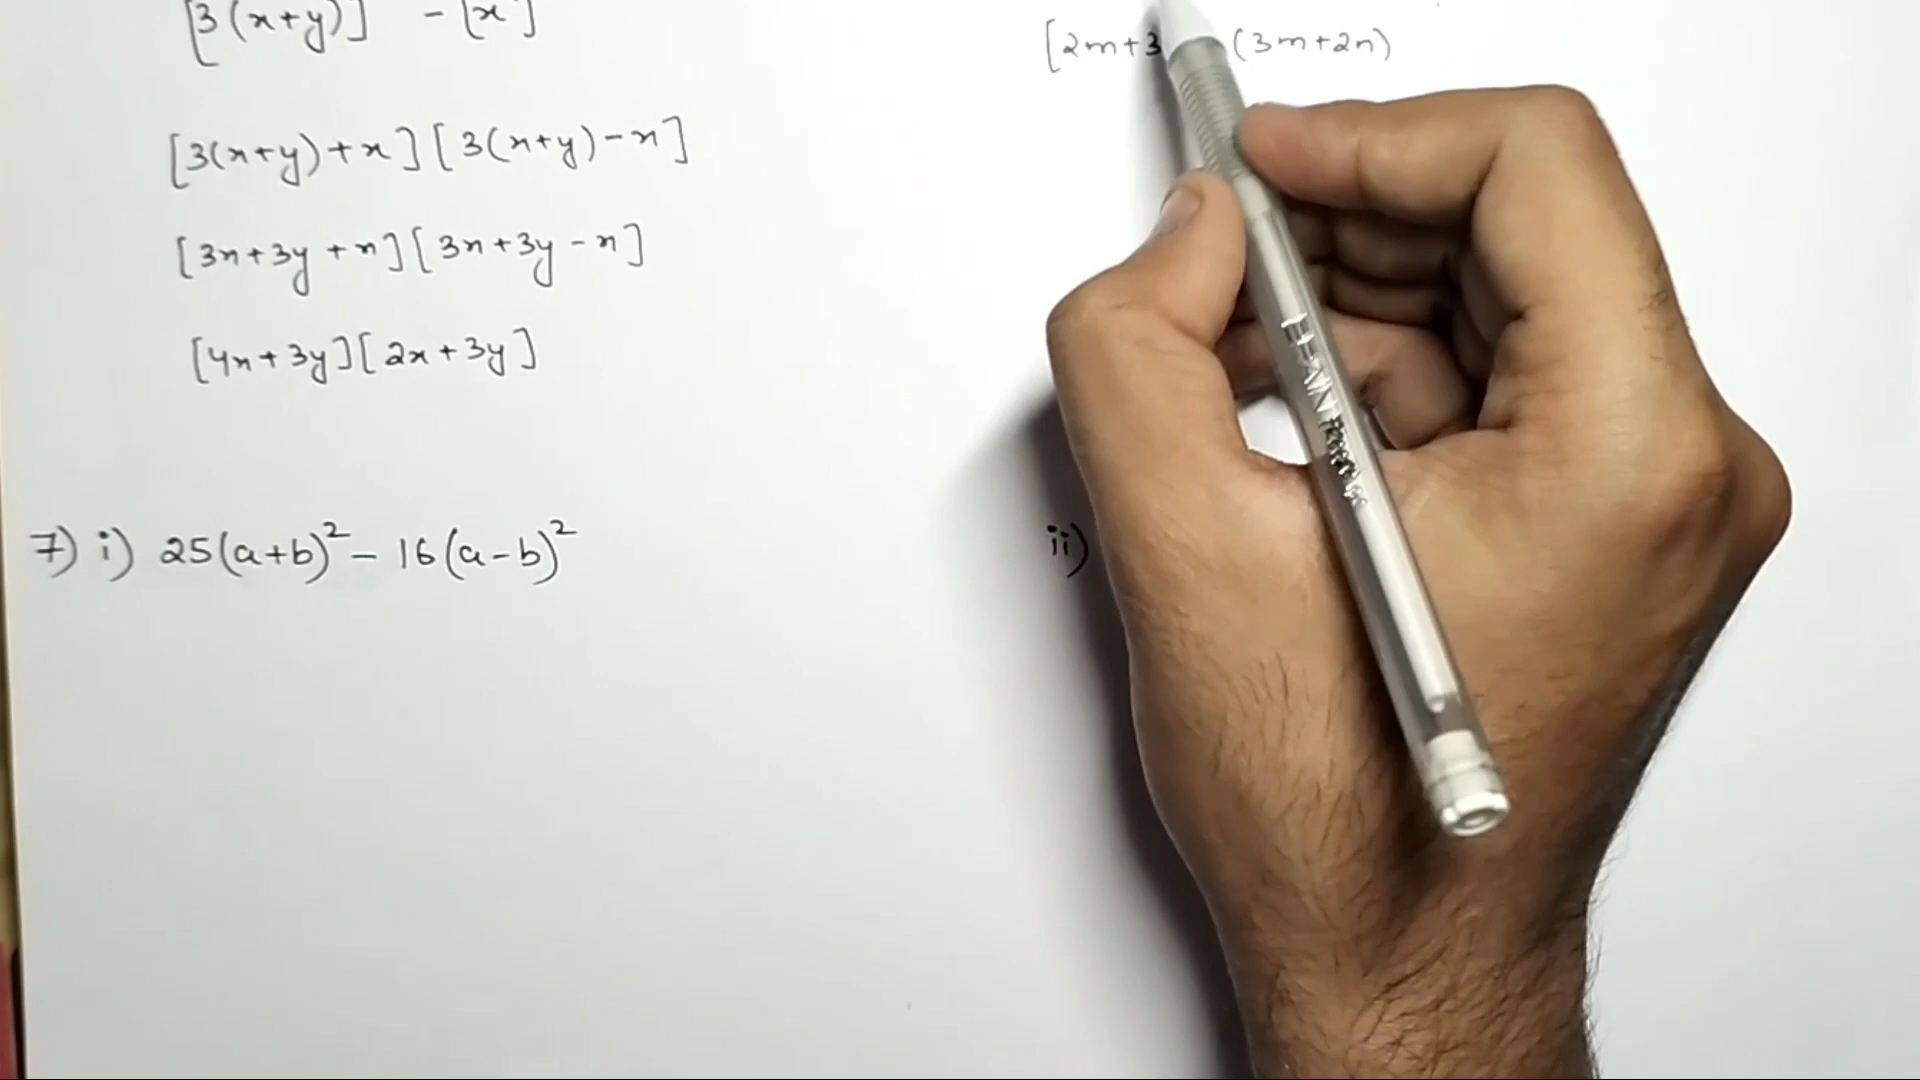 [3(x+y)] - [x]
[3(x+y)+x][3(x+y)-x]
[3x+3y+x][3x+3y-x]
[4x+3y][2x+3y]
7) i) 25(a+b)² - 16(a-b)²
[2m+3 (3m+2n)
ii)